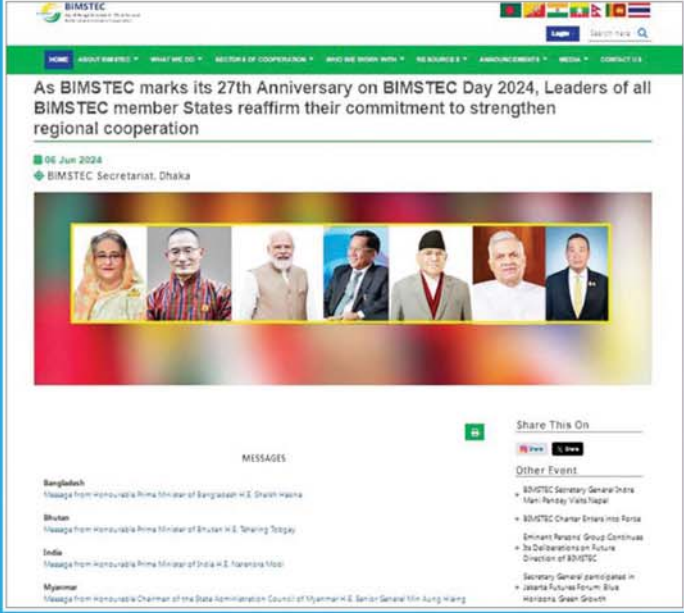 BIMSTEC
Login
Search here
HOME ABOUT BIMSTEC WHAT WE DO SECTORS OF COOPERATION WHO WE WORK WITH RESOURCES ANNOUNCEMENTS MEDIA CONTACT US
As BIMSTEC marks its 27th Anniversary on BIMSTEC Day 2024, Leaders of all
BIMSTEC member States reaffirm their commitment to strengthen
regional cooperation
06 Jun 2024
BIMSTEC Secretariat, Dhaka
MESSAGES
Bangladesh
Message from Honourable Prime Minister of Bangladesh H.E. Sheikh Hasina
Bhutan
Message from Honourable Prime Minister of Bhutan H.E. Tshering Tobgay
India
Message from Honourable Prime Minister of India H.E. Narendra Modi
Myanmar
Message from Honourable Chairman of the State Administration Council of Myanmar H.E. Senior General Min Aung Hlaing
Share This On
Share
Share
Other Event
BIMSTEC Secretary General Indra
Mani Pandey Visits Nepal
BIMSTEC Charter Enters into Force
Eminent Persons' Group Continues
Its Deliberations on Future
Direction of BIMSTEC
Secretary General participated in
Jakarta Futures Forum: Blue
Horizons, Green Growth